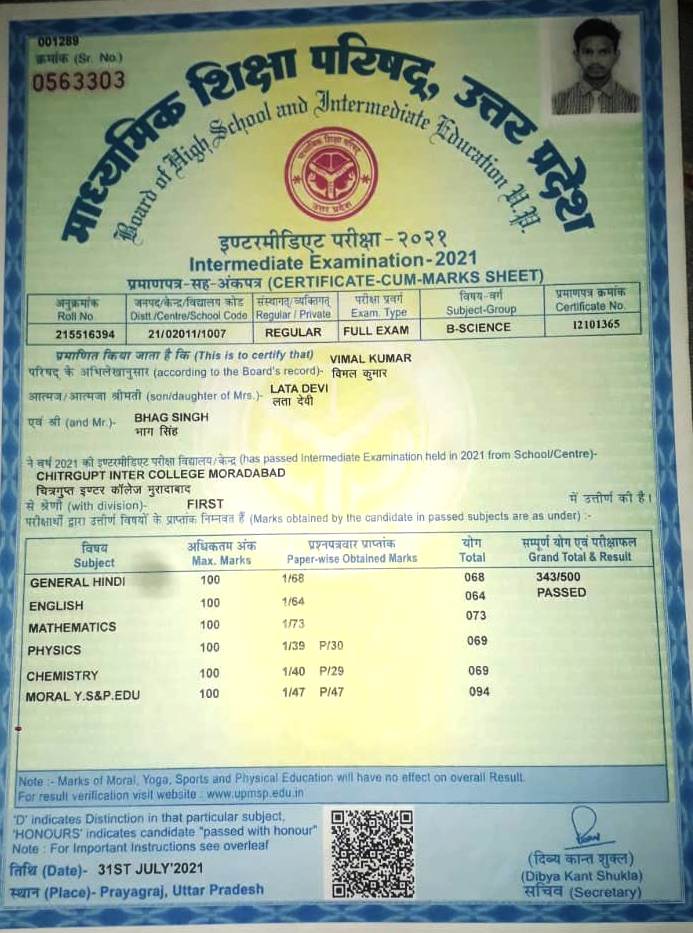 001289
क्रमांक (Sr. No.)
0563303
माध्यमिक शिक्षा परिषद्, उत्तर प्रदेश
Board of High School and Intermediate Education U.P.
माध्यमिक शिक्षा परिषद्
उत्तर प्रदेश
इण्टरमीडिएट परीक्षा - २०२१
Intermediate Examination - 2021
प्रमाणपत्र-सह-अंकपत्र (CERTIFICATE-CUM-MARKS SHEET)
अनुक्रमांक जनपद/केन्द्र/विद्यालय कोड संस्थागत्/व्यक्तिगत् परीक्षा प्रवर्ग विषय-वर्ग प्रमाणपत्र क्रमांक
Roll No Distt./Centre/School Code Regular / Private Exam. Type Subject-Group Certificate No.
215516394 21/02011/1007 REGULAR FULL EXAM B-SCIENCE 12101365
प्रमाणित किया जाता है कि (This is to certify that) VIMAL KUMAR
परिषद् के अभिलेखानुसार (according to the Board's record)- विमल कुमार
आत्मज/आत्मजा श्रीमती (son/daughter of Mrs.)- LATA DEVI
लता देवी
एवं श्री (and Mr.)- BHAG SINGH
भाग सिंह
ने वर्ष 2021 की इण्टरमीडिएट परीक्षा विद्यालय/केन्द्र (has passed Intermediate Examination held in 2021 from School/Centre)-
CHITRGUPT INTER COLLEGE MORADABAD
चित्रगुप्त इण्टर कॉलेज मुरादाबाद
से श्रेणी (with division)- FIRST में उत्तीर्ण की है।
परीक्षार्थी द्वारा उत्तीर्ण विषयों के प्राप्तांक निम्नवत हैं (Marks obtained by the candidate in passed subjects are as under) :-
विषय अधिकतम अंक प्रश्नपत्रवार प्राप्तांक योग सम्पूर्ण योग एवं परीक्षाफल
Subject Max. Marks Paper-wise Obtained Marks Total Grand Total & Result
GENERAL HINDI 100 1/68 068 343/500
ENGLISH 100 1/64 064 PASSED
MATHEMATICS 100 1/73 073
PHYSICS 100 1/39 P/30 069
CHEMISTRY 100 1/40 P/29 069
MORAL Y.S&P.EDU 100 1/47 P/47 094
Note :- Marks of Moral, Yoga, Sports and Physical Education will have no effect on overall Result.
For result verification visit website : www.upmsp.edu.in
'D' indicates Distinction in that particular subject,
'HONOURS' indicates candidate "passed with honour"
Note : For Important Instructions see overleaf
तिथि (Date)- 31ST JULY'2021
स्थान (Place)- Prayagraj, Uttar Pradesh
(दिब्य कान्त शुक्ल)
(Dibya Kant Shukla)
सचिव (Secretary)